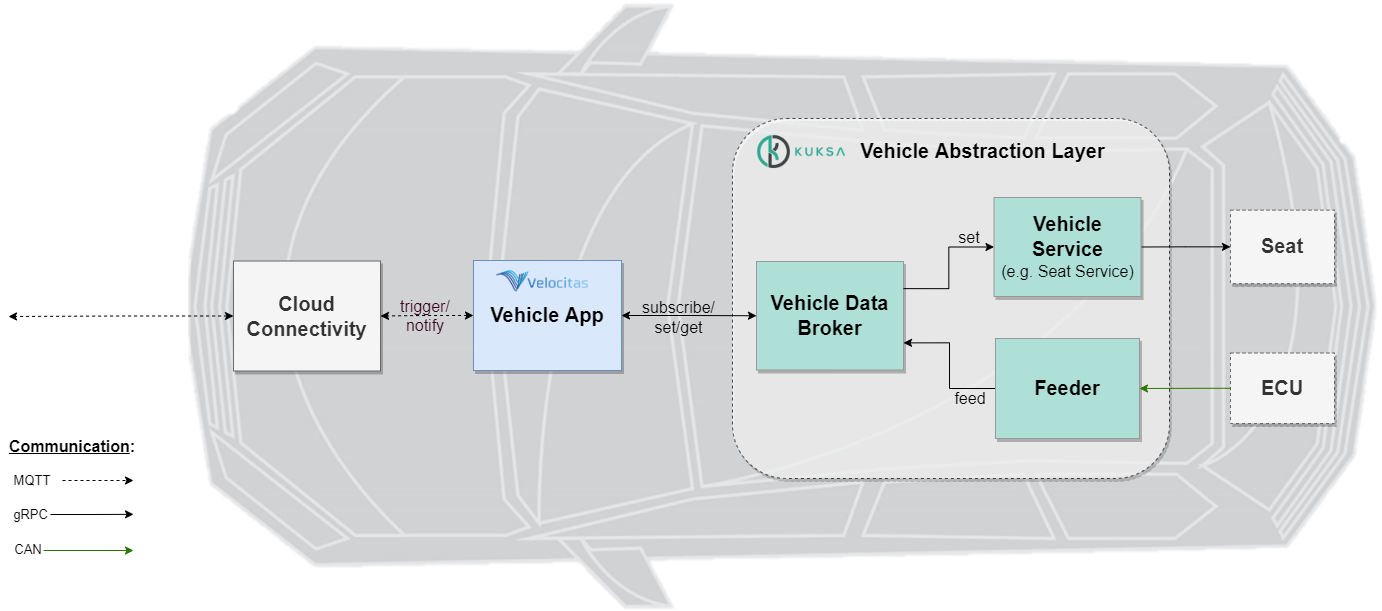 KUKSA
Vehicle Abstraction Layer
Vehicle
Service
(e.g. Seat Service)
set
Seat
Velocitas
Vehicle App
Cloud
Connectivity
trigger/
notify
subscribe/
set/get
Vehicle Data
Broker
Feeder
feed
ECU
Communication:
MQTT
gRPC
CAN